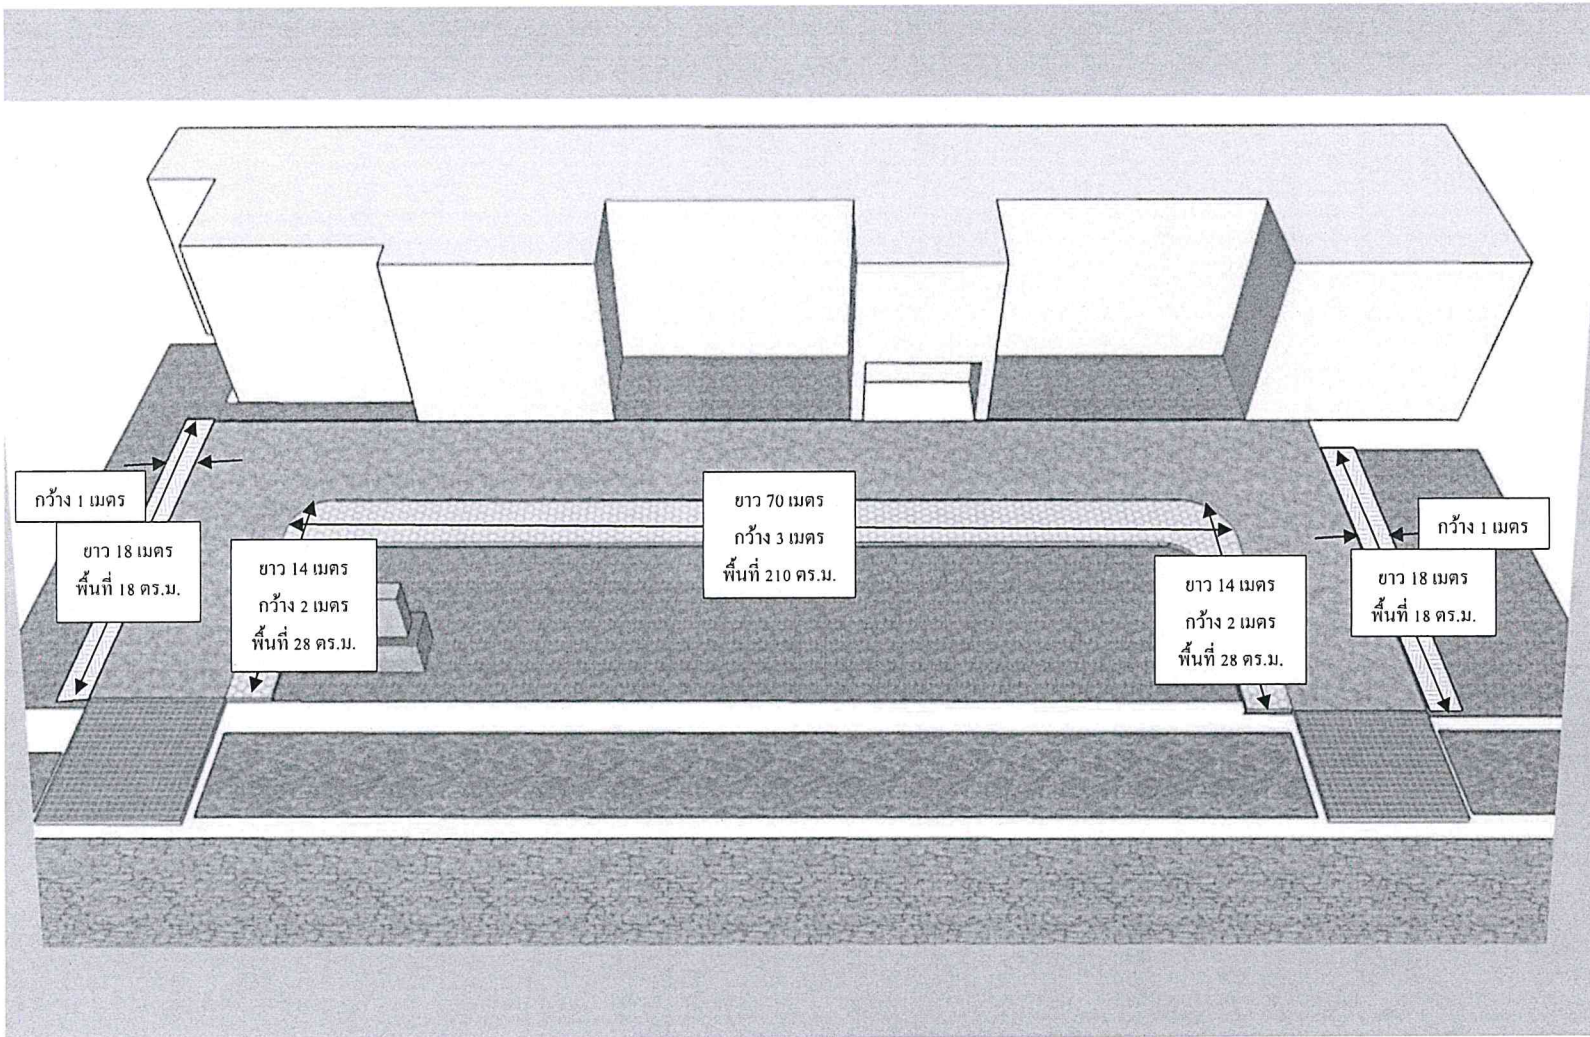 กว้าง 1 เมตร
ยาว 18 เมตร
พื้นที่ 18 ตร.ม.
ยาว 14 เมตร
กว้าง 2 เมตร
พื้นที่ 28 ตร.ม.
ยาว 70 เมตร
กว้าง 3 เมตร
พื้นที่ 210 ตร.ม.
ยาว 14 เมตร
กว้าง 2 เมตร
พื้นที่ 28 ตร.ม.
กว้าง 1 เมตร
ยาว 18 เมตร
พื้นที่ 18 ตร.ม.